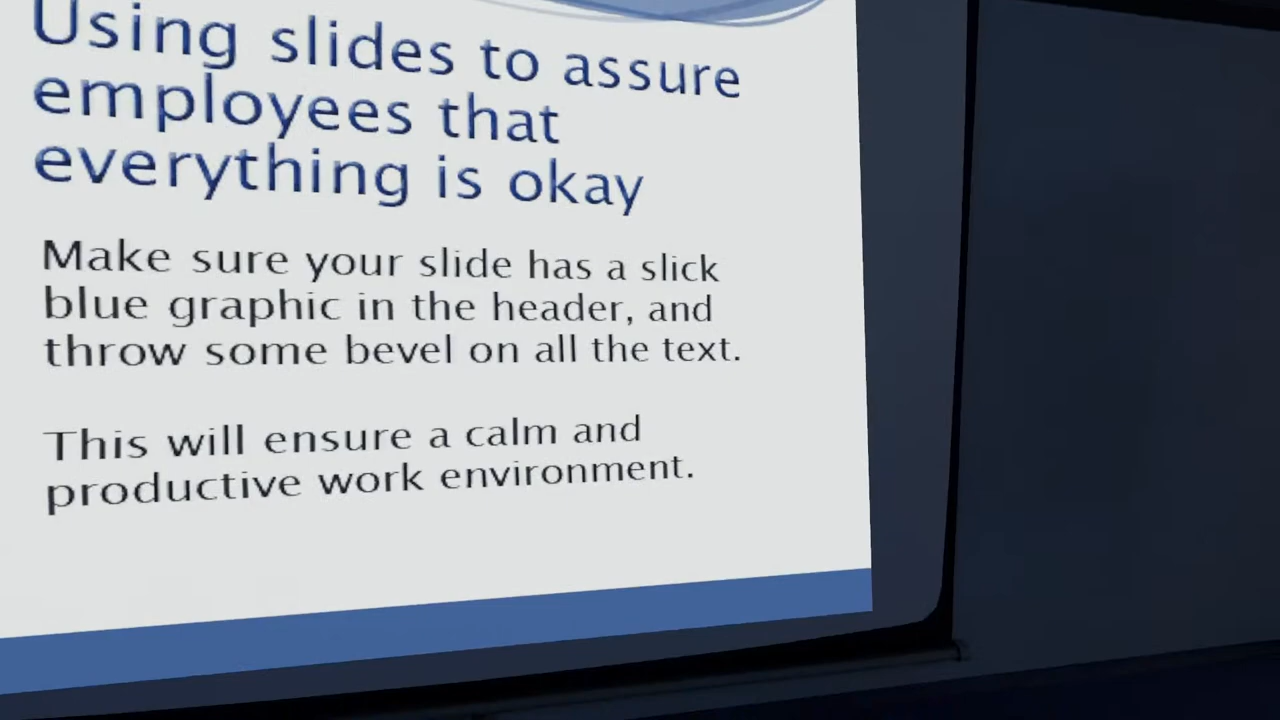 Using slides to assure
employees that
everything is okay
Make sure your slide has a slick
blue graphic in the header, and
throw some bevel on all the text.
This will ensure a calm and
productive work environment.